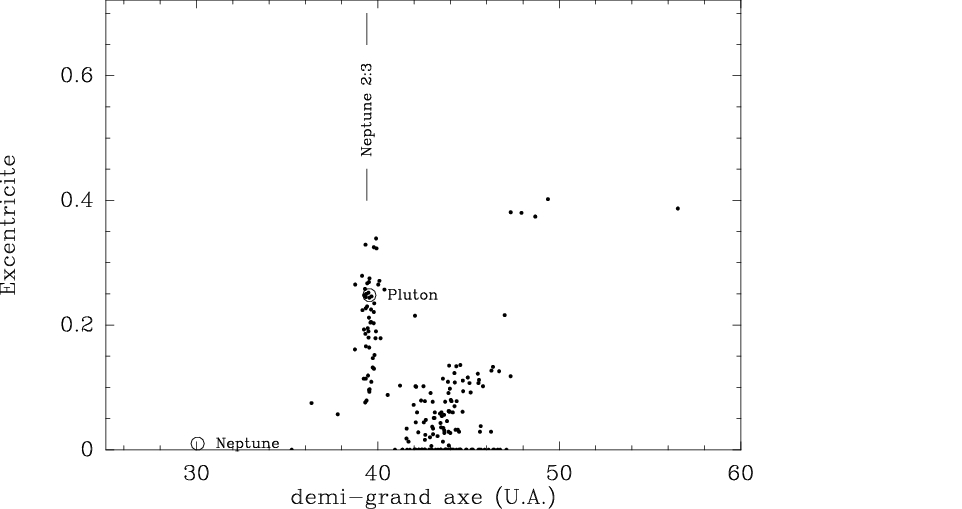 0.6
0.4
0.2
0
Excentricite
Neptune 2:3
Pluton
Neptune
30 40 50 60
demi-grand axe (U.A.)